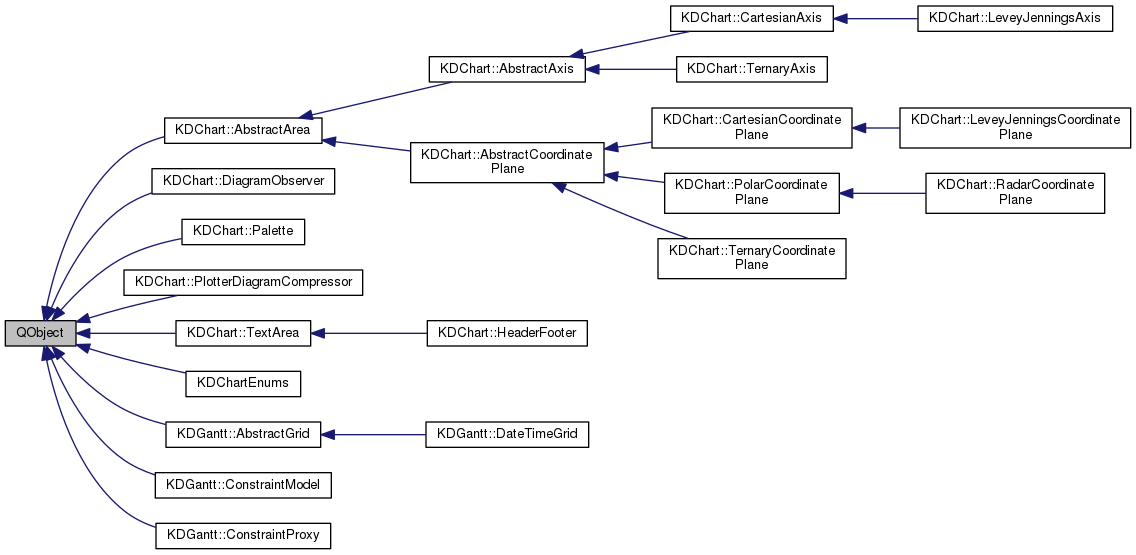 KDChart::CartesianAxis
KDChart::LeveyJenningsAxis
KDChart::AbstractAxis
KDChart::TernaryAxis
KDChart::AbstractArea
KDChart::CartesianCoordinate
Plane
KDChart::LeveyJenningsCoordinate
Plane
KDChart::AbstractCoordinate
Plane
KDChart::DiagramObserver
KDChart::PolarCoordinate
Plane
KDChart::RadarCoordinate
Plane
KDChart::Palette
KDChart::TernaryCoordinate
Plane
KDChart::PlotterDiagramCompressor
QObject
KDChart::TextArea
KDChart::HeaderFooter
KDChartEnums
KDGantt::AbstractGrid
KDGantt::DateTimeGrid
KDGantt::ConstraintModel
KDGantt::ConstraintProxy